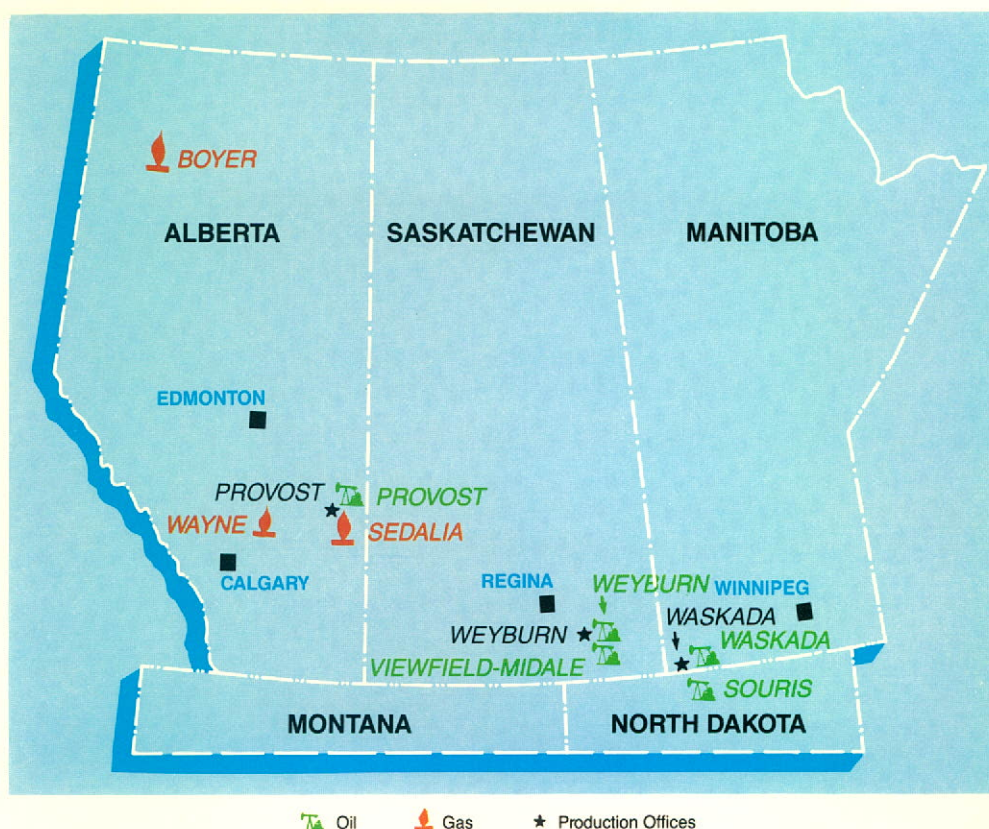 BOYER
ALBERTA
SASKATCHEWAN
MANITOBA
EDMONTON
PROVOST
PROVOST
WAYNE
SEDALIA
CALGARY
REGINA
WEYBURN
WINNIPEG
WASKADA
WEYBURN
WASKADA
VIEWFIELD-MIDALE
SOURIS
MONTANA
NORTH DAKOTA
Oil
Gas
Production Offices